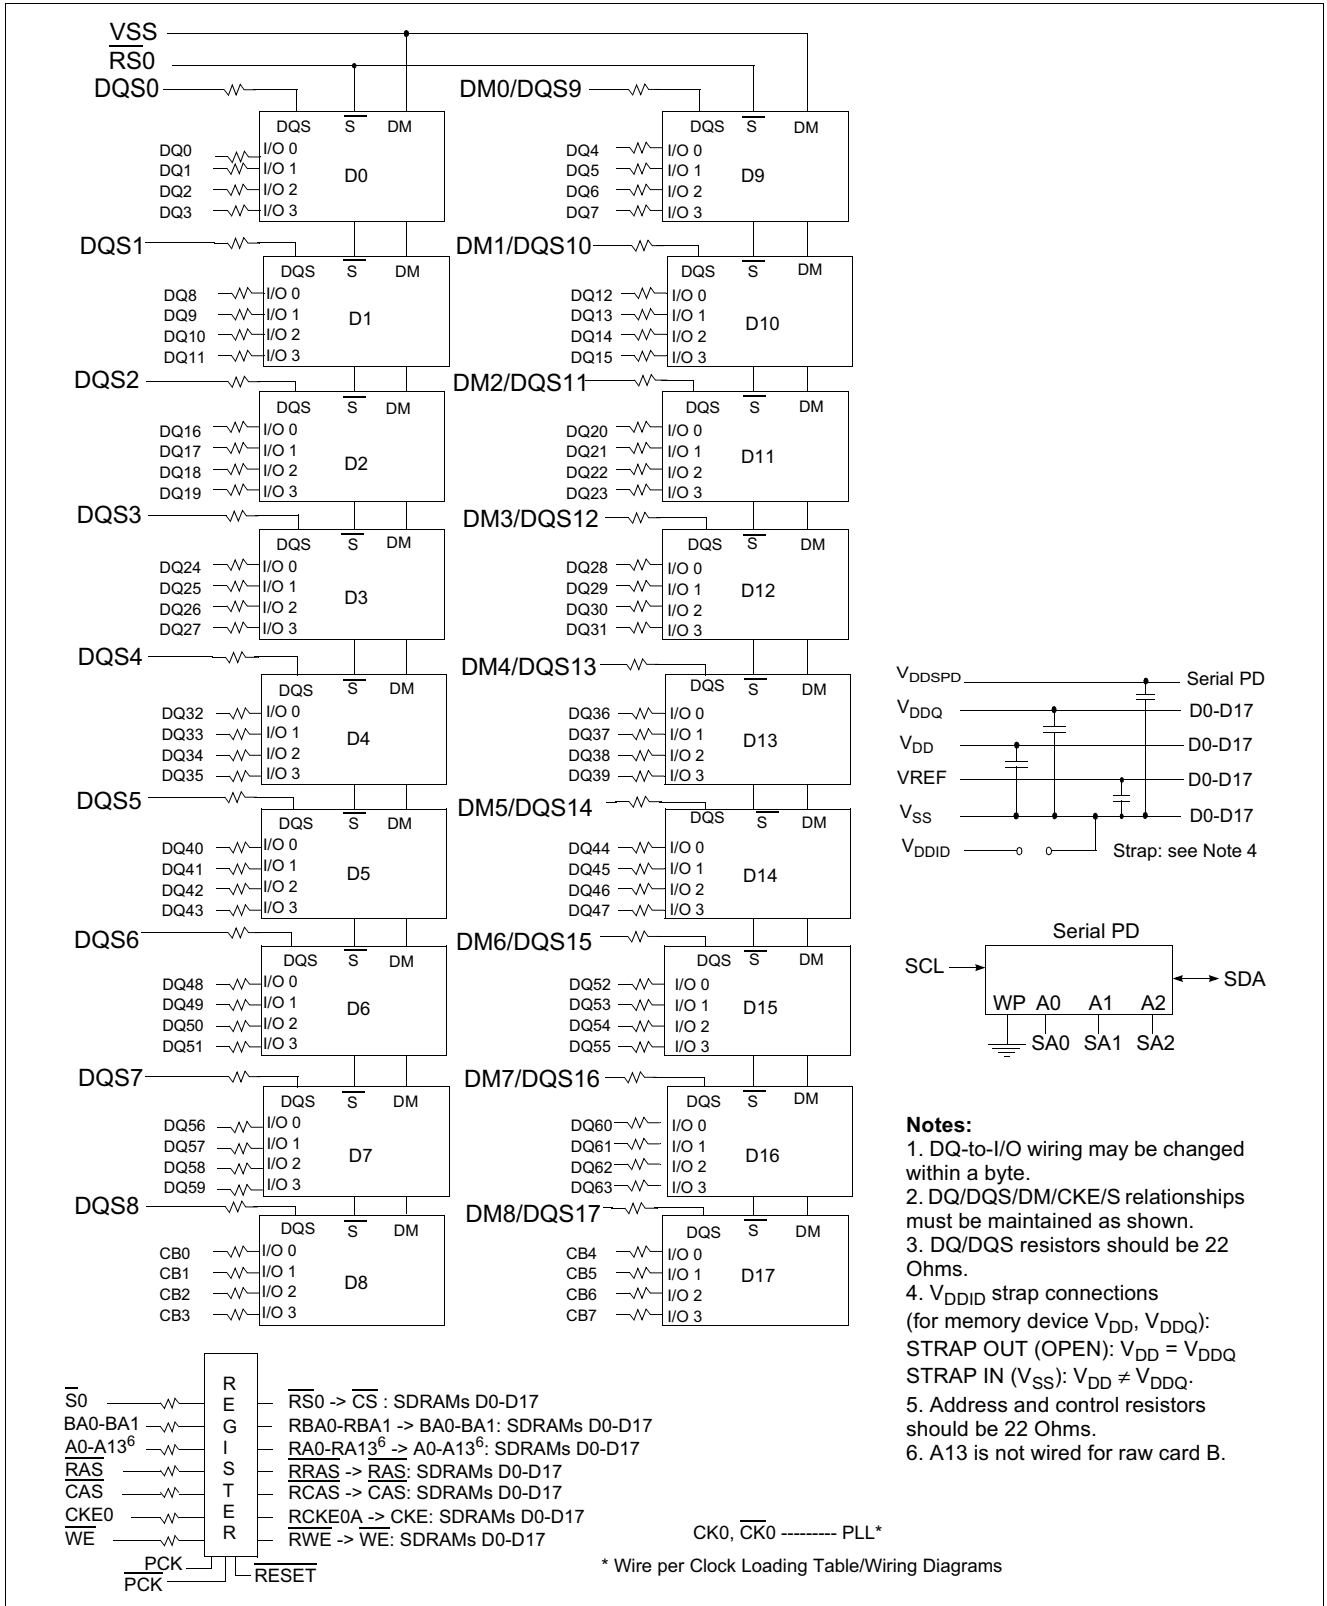 VSS
RS0
DQS0
DM0/DQS9
DQS S DM
DQ0 I/O 0
DQ1 I/O 1
DQ2 I/O 2
DQ3 I/O 3
D0
DQS S DM
DQ4 I/O 0
DQ5 I/O 1
DQ6 I/O 2
DQ7 I/O 3
D9
DQS1
DM1/DQS10
DQS S DM
DQ8 I/O 0
DQ9 I/O 1
DQ10 I/O 2
DQ11 I/O 3
D1
DQS S DM
DQ12 I/O 0
DQ13 I/O 1
DQ14 I/O 2
DQ15 I/O 3
D10
DQS2
DM2/DQS11
DQS S DM
DQ16 I/O 0
DQ17 I/O 1
DQ18 I/O 2
DQ19 I/O 3
D2
DQS S DM
DQ20 I/O 0
DQ21 I/O 1
DQ22 I/O 2
DQ23 I/O 3
D11
DQS3
DM3/DQS12
DQS S DM
DQ24 I/O 0
DQ25 I/O 1
DQ26 I/O 2
DQ27 I/O 3
D3
DQS S DM
DQ28 I/O 0
DQ29 I/O 1
DQ30 I/O 2
DQ31 I/O 3
D12
DQS4
DM4/DQS13
DQS S DM
DQ32 I/O 0
DQ33 I/O 1
DQ34 I/O 2
DQ35 I/O 3
D4
DQS S DM
DQ36 I/O 0
DQ37 I/O 1
DQ38 I/O 2
DQ39 I/O 3
D13
DQS5
DM5/DQS14
DQS S DM
DQ40 I/O 0
DQ41 I/O 1
DQ42 I/O 2
DQ43 I/O 3
D5
DQS S DM
DQ44 I/O 0
DQ45 I/O 1
DQ46 I/O 2
DQ47 I/O 3
D14
DQS6
DM6/DQS15
DQS S DM
DQ48 I/O 0
DQ49 I/O 1
DQ50 I/O 2
DQ51 I/O 3
D6
DQS S DM
DQ52 I/O 0
DQ53 I/O 1
DQ54 I/O 2
DQ55 I/O 3
D15
DQS7
DM7/DQS16
DQS S DM
DQ56 I/O 0
DQ57 I/O 1
DQ58 I/O 2
DQ59 I/O 3
D7
DQS S DM
DQ60 I/O 0
DQ61 I/O 1
DQ62 I/O 2
DQ63 I/O 3
D16
DQS8
DM8/DQS17
DQS S DM
CB0 I/O 0
CB1 I/O 1
CB2 I/O 2
CB3 I/O 3
D8
DQS S DM
CB4 I/O 0
CB5 I/O 1
CB6 I/O 2
CB7 I/O 3
D17
VDDSPD Serial PD
VDDQ D0-D17
VDD D0-D17
VREF D0-D17
VSS D0-D17
VDDID Strap: see Note 4
Serial PD
SCL SDA
WP A0 A1 A2
SA0 SA1 SA2
Notes:
1. DQ-to-I/O wiring may be changed
within a byte.
2. DQ/DQS/DM/CKE/S relationships
must be maintained as shown.
3. DQ/DQS resistors should be 22
Ohms.
4. VDDID strap connections
(for memory device VDD, VDDQ):
STRAP OUT (OPEN): VDD = VDDQ
STRAP IN (VSS): VDD ≠ VDDQ.
5. Address and control resistors
should be 22 Ohms.
6. A13 is not wired for raw card B.
REGISTER
S0 RS0 -> CS : SDRAMs D0-D17
BA0-BA1 RBA0-RBA1 -> BA0-BA1: SDRAMs D0-D17
A0-A13⁶ RA0-RA13⁶ -> A0-A13⁶: SDRAMs D0-D17
RAS RRAS -> RAS: SDRAMs D0-D17
CAS RCAS -> CAS: SDRAMs D0-D17
CKE0 RCKE0A -> CKE: SDRAMs D0-D17
WE RWE -> WE: SDRAMs D0-D17
PCK
PCK
RESET
CK0, CK0 --------- PLL*
* Wire per Clock Loading Table/Wiring Diagrams